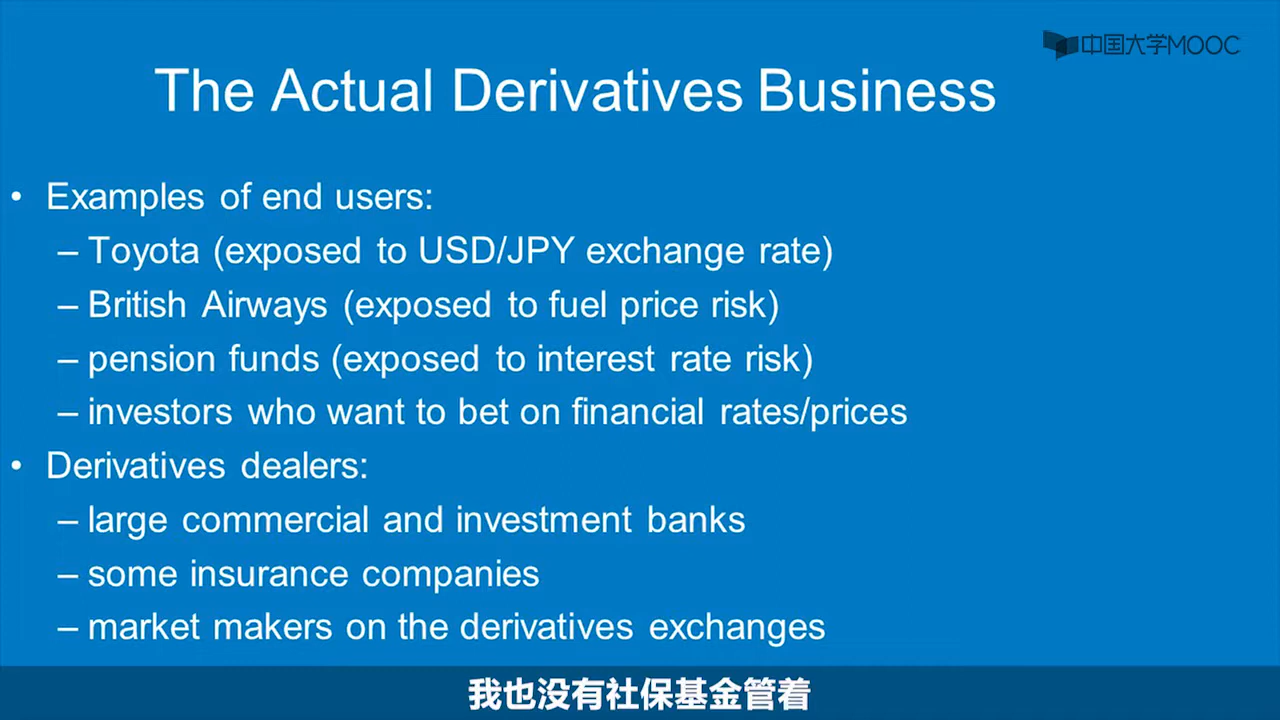 中国大学MOOC
The Actual Derivatives Business
• Examples of end users:
– Toyota (exposed to USD/JPY exchange rate)
– British Airways (exposed to fuel price risk)
– pension funds (exposed to interest rate risk)
– investors who want to bet on financial rates/prices
• Derivatives dealers:
– large commercial and investment banks
– some insurance companies
– market makers on the derivatives exchanges
我也没有社保基金管着